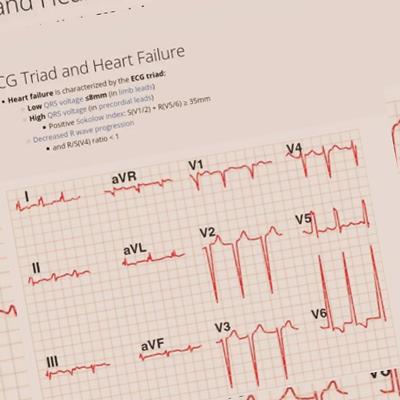 and Hea
CG Triad and Heart Failure
Heart failure is characterized by the ECG triad:
Low QRS voltage ≤8mm (in limb leads)
High QRS voltage (in precordial leads)
Positive Sokolow index: S(V1/2) + R(V5/6) ≥ 35mm
Decreased R wave progression
and R/S(V4) ratio < 1
I aVR V1 V4
II aVL V2 V5
III aVF V3 V6